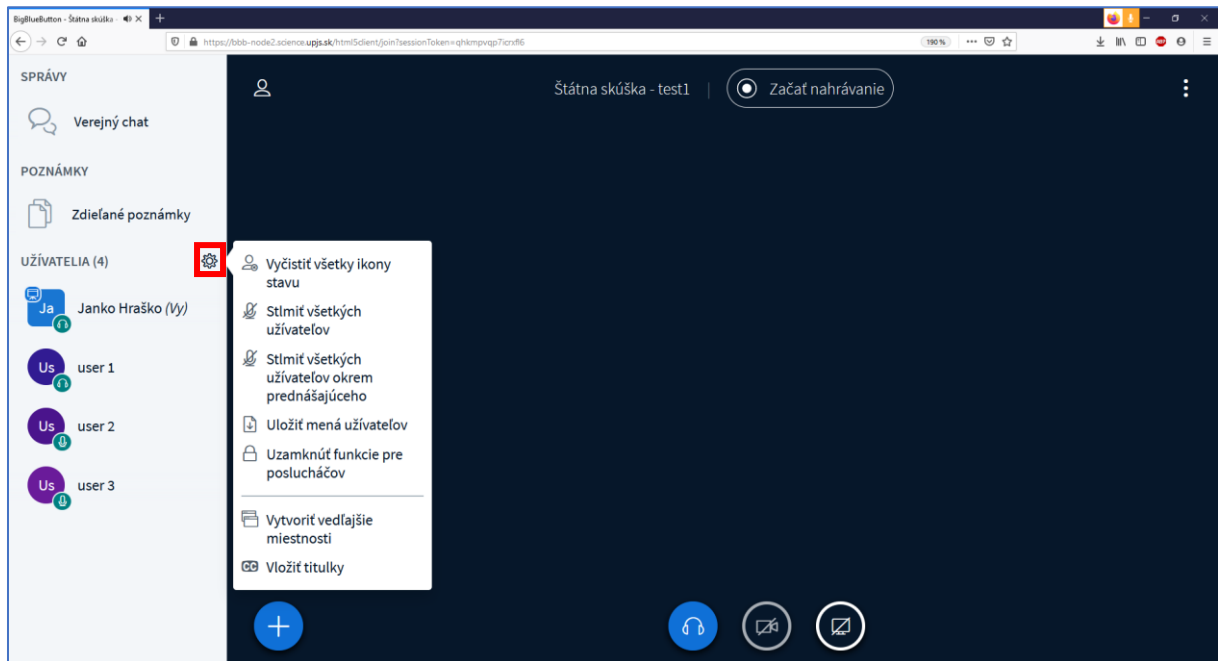 BigBlueButton - Štátna skúška -
https://bbb-node2.science.upjs.sk/html5client/join?sessionToken=qhkmpvqp7icrxfl6
190 %
SPRÁVY
Verejný chat
POZNÁMKY
Zdieľané poznámky
UŽÍVATELIA (4)
Ja
Janko Hraško (Vy)
Us
user 1
Us
user 2
Us
user 3
Štátna skúška - test1
Začať nahrávanie
Vyčistiť všetky ikony
stavu
Stlmiť všetkých
užívateľov
Stlmiť všetkých
užívateľov okrem
prednášajúceho
Uložiť mená užívateľov
Uzamknúť funkcie pre
poslucháčov
Vytvoriť vedľajšie
miestnosti
CC
Vložiť titulky